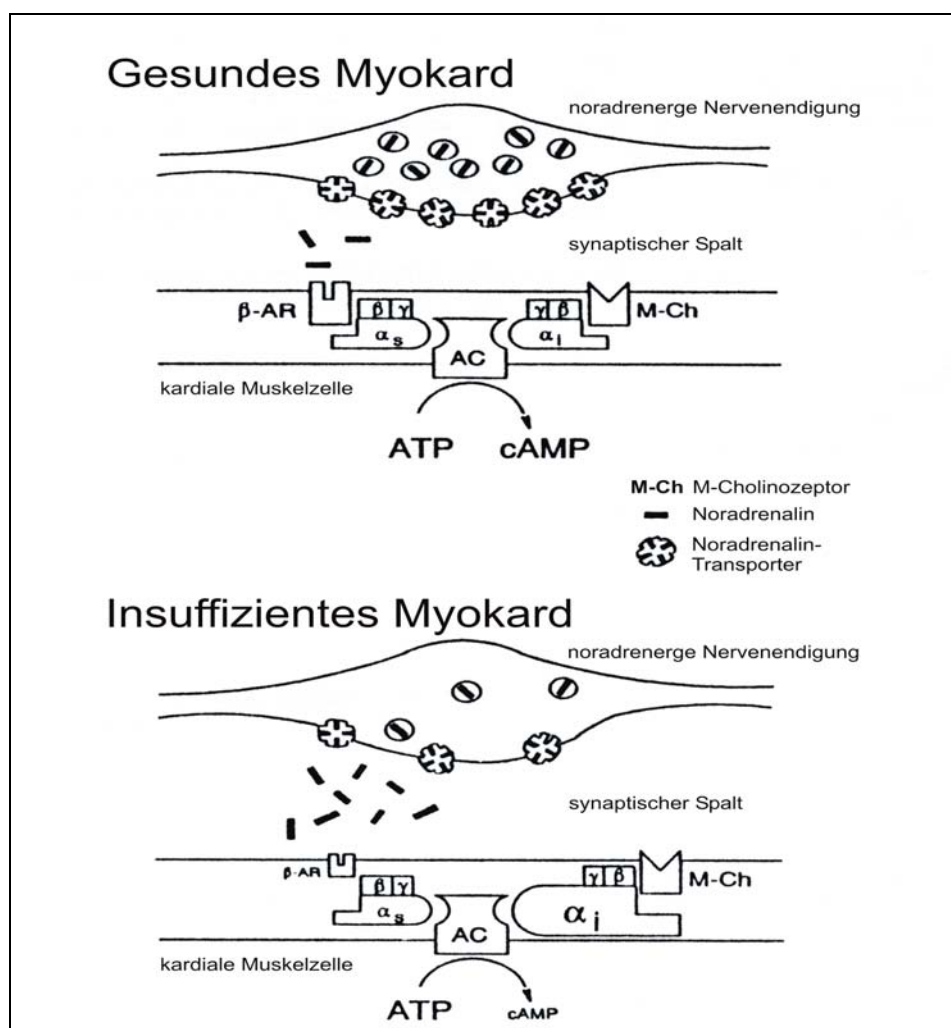 Gesundes Myokard
noradrenerge Nervenendigung
synaptischer Spalt
β-AR
β γ
αs
AC
γ β
αi
M-Ch
kardiale Muskelzelle
ATP cAMP
M-Ch M-Cholinozeptor
Noradrenalin
Noradrenalin-
Transporter
Insuffizientes Myokard
noradrenerge Nervenendigung
synaptischer Spalt
β-AR
β γ
αs
AC
γ β
αi
M-Ch
kardiale Muskelzelle
ATP cAMP